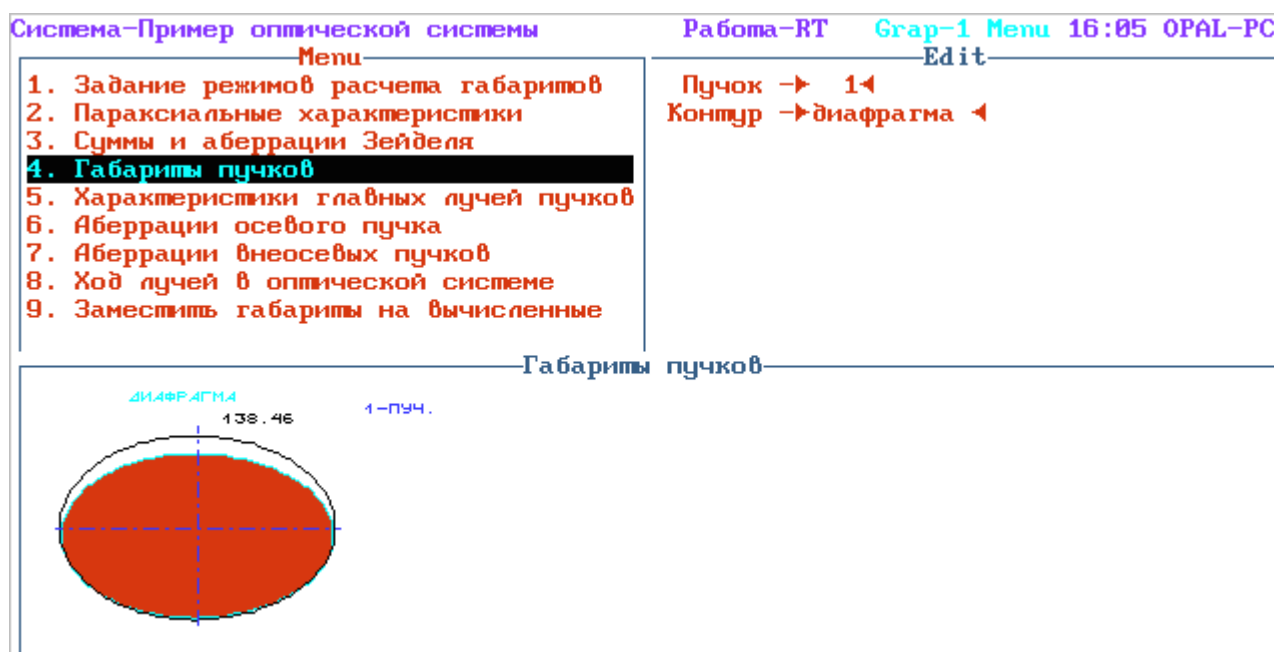 Система-Пример оптической системы Работа-RT Grap-1 Menu 16:05 OPAL-PC
Menu
1. Задание режимов расчета габаритов
2. Параксиальные характеристики
3. Суммы и аберрации Зейделя
4. Габариты пучков
5. Характеристики главных лучей пучков
6. Аберрации осевого пучка
7. Аберрации внеосевых пучков
8. Ход лучей в оптической системе
9. Заместить габариты на вычисленные
Edit
Пучок -► 1◄
Контур -►диафрагма ◄
Габариты пучков
ДИАФРАГМА
138.46
1-ПУЧ.